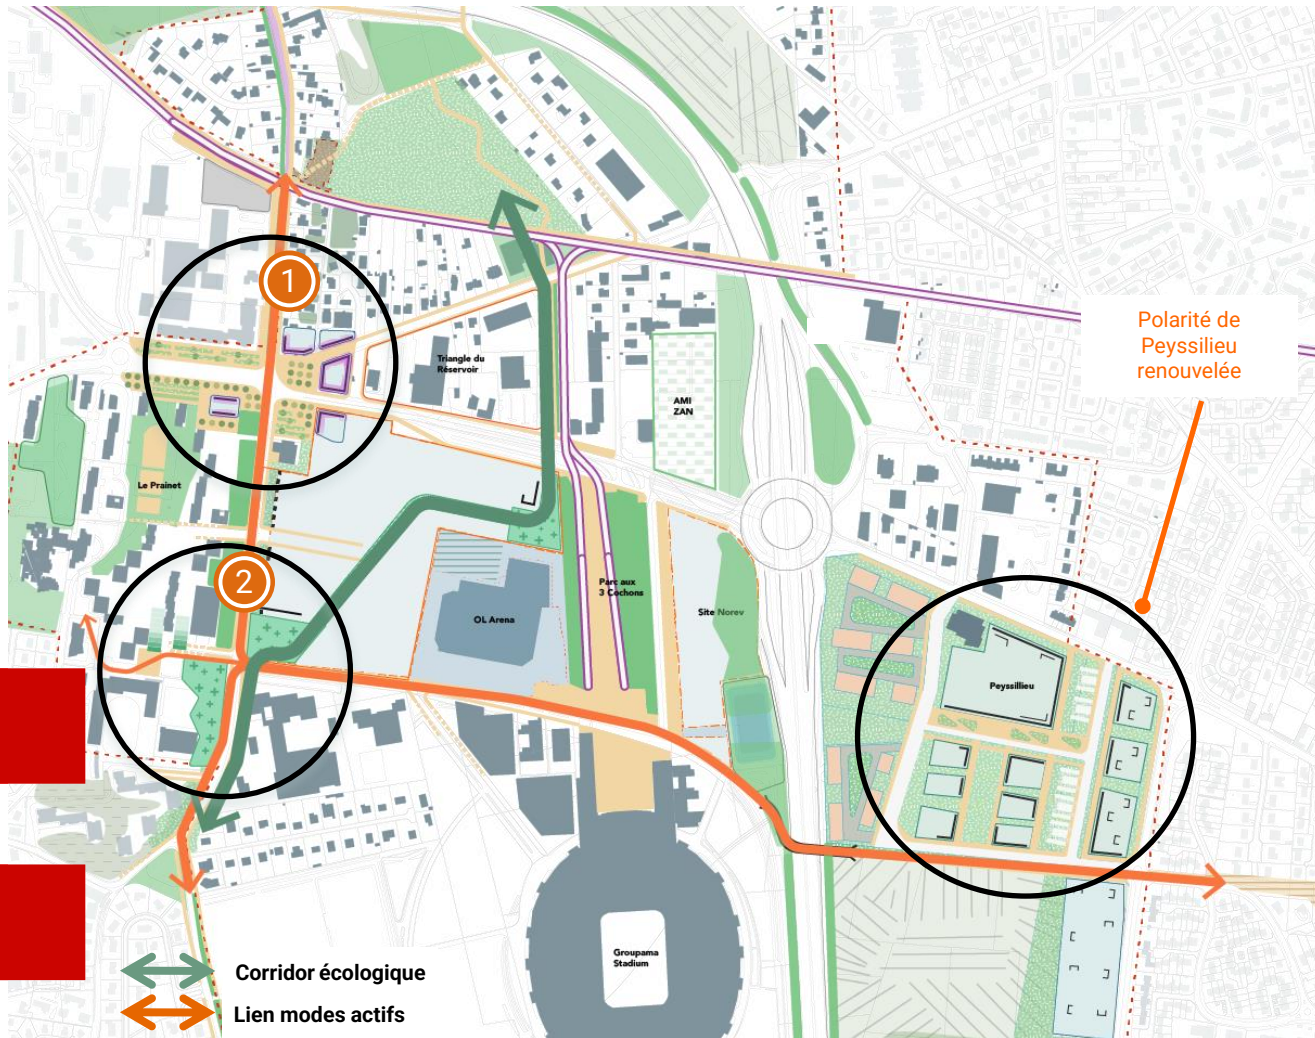 1
Polarité de
Peyssilieu
renouvelée
Triangle du
Réservoir
AMI
ZAN
Le Prainet
2
Parc aux
3 Cochons
Site Norev
OL Arena
Peyssillieu
Groupama
Stadium
Corridor écologique
Lien modes actifs